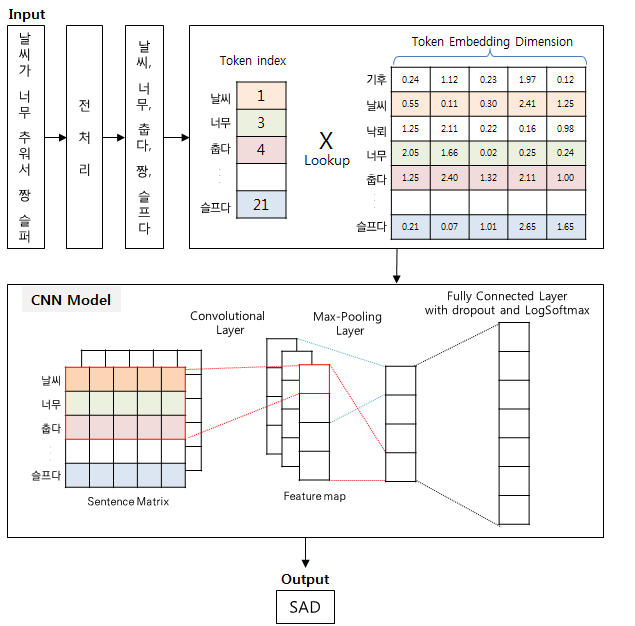 Input
날씨가 너무 추워서 짱 슬퍼
전처리
날씨, 너무, 춥다, 짱, 슬프다
Token index
날씨 1
너무 3
춥다 4
슬프다 21
X
Lookup
Token Embedding Dimension
기후 0.24 1.12 0.23 1.97 0.12
날씨 0.55 0.11 0.30 2.41 1.25
낙뢰 1.25 2.11 0.22 0.16 0.98
너무 2.05 1.66 0.02 0.25 0.24
춥다 1.25 2.40 1.32 2.11 1.00
슬프다 0.21 0.07 1.01 2.65 1.65
CNN Model
Convolutional
Layer
Max-Pooling
Layer
Fully Connected Layer
with dropout and LogSoftmax
날씨
너무
춥다
슬프다
Sentence Matrix
Feature map
Output
SAD